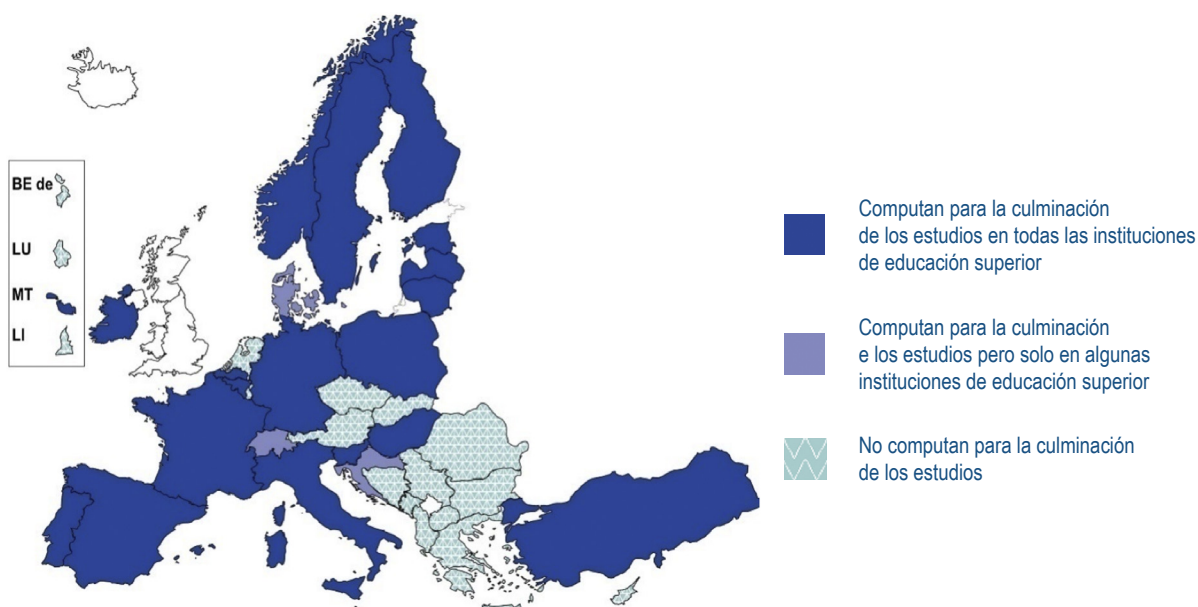 BE de
LU
MT
LI
Computan para la culminación
de los estudios en todas las instituciones
de educación superior
Computan para la culminación
e los estudios pero solo en algunas
instituciones de educación superior
No computan para la culminación
de los estudios